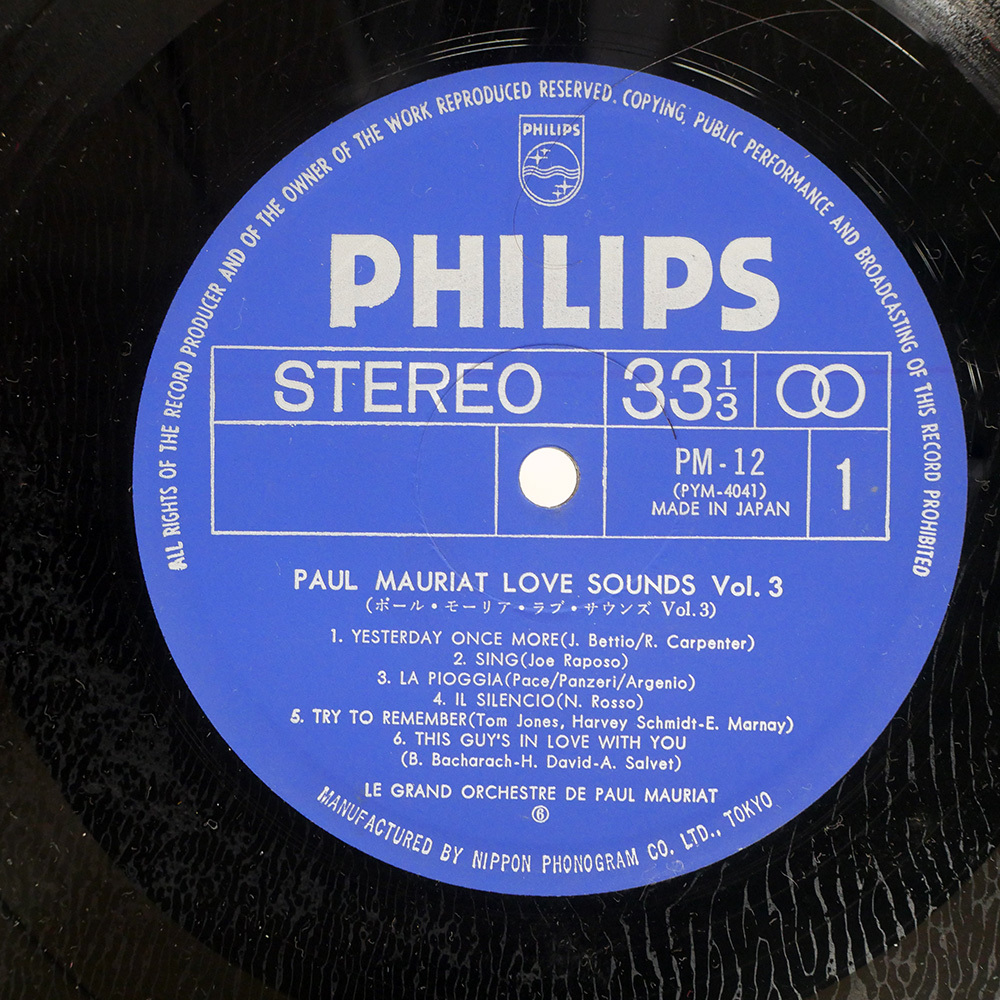 ALL RIGHTS OF THE RECORD PRODUCER AND OF THE OWNER OF THE WORK REPRODUCED RESERVED. COPYING, PUBLIC PERFORMANCE AND BROADCASTING OF THIS RECORD PROHIBITED
PHILIPS
PHILIPS
STEREO 33 1/3
PM-12 1
(PYM-4041)
MADE IN JAPAN
PAUL MAURIAT LOVE SOUNDS Vol. 3
(ポール・モーリア・ラブ・サウンズ Vol.3)
1. YESTERDAY ONCE MORE(J. Bettio/R. Carpenter)
2. SING(Joe Raposo)
3. LA PIOGGIA(Pace/Panzeri/Argenio)
4. IL SILENCIO(N. Rosso)
5. TRY TO REMEMBER(Tom Jones, Harvey Schmidt-E. Marnay)
6. THIS GUY'S IN LOVE WITH YOU
(B. Bacharach-H. David-A. Salvet)
LE GRAND ORCHESTRE DE PAUL MAURIAT
⑥
MANUFACTURED BY NIPPON PHONOGRAM CO. LTD., TOKYO